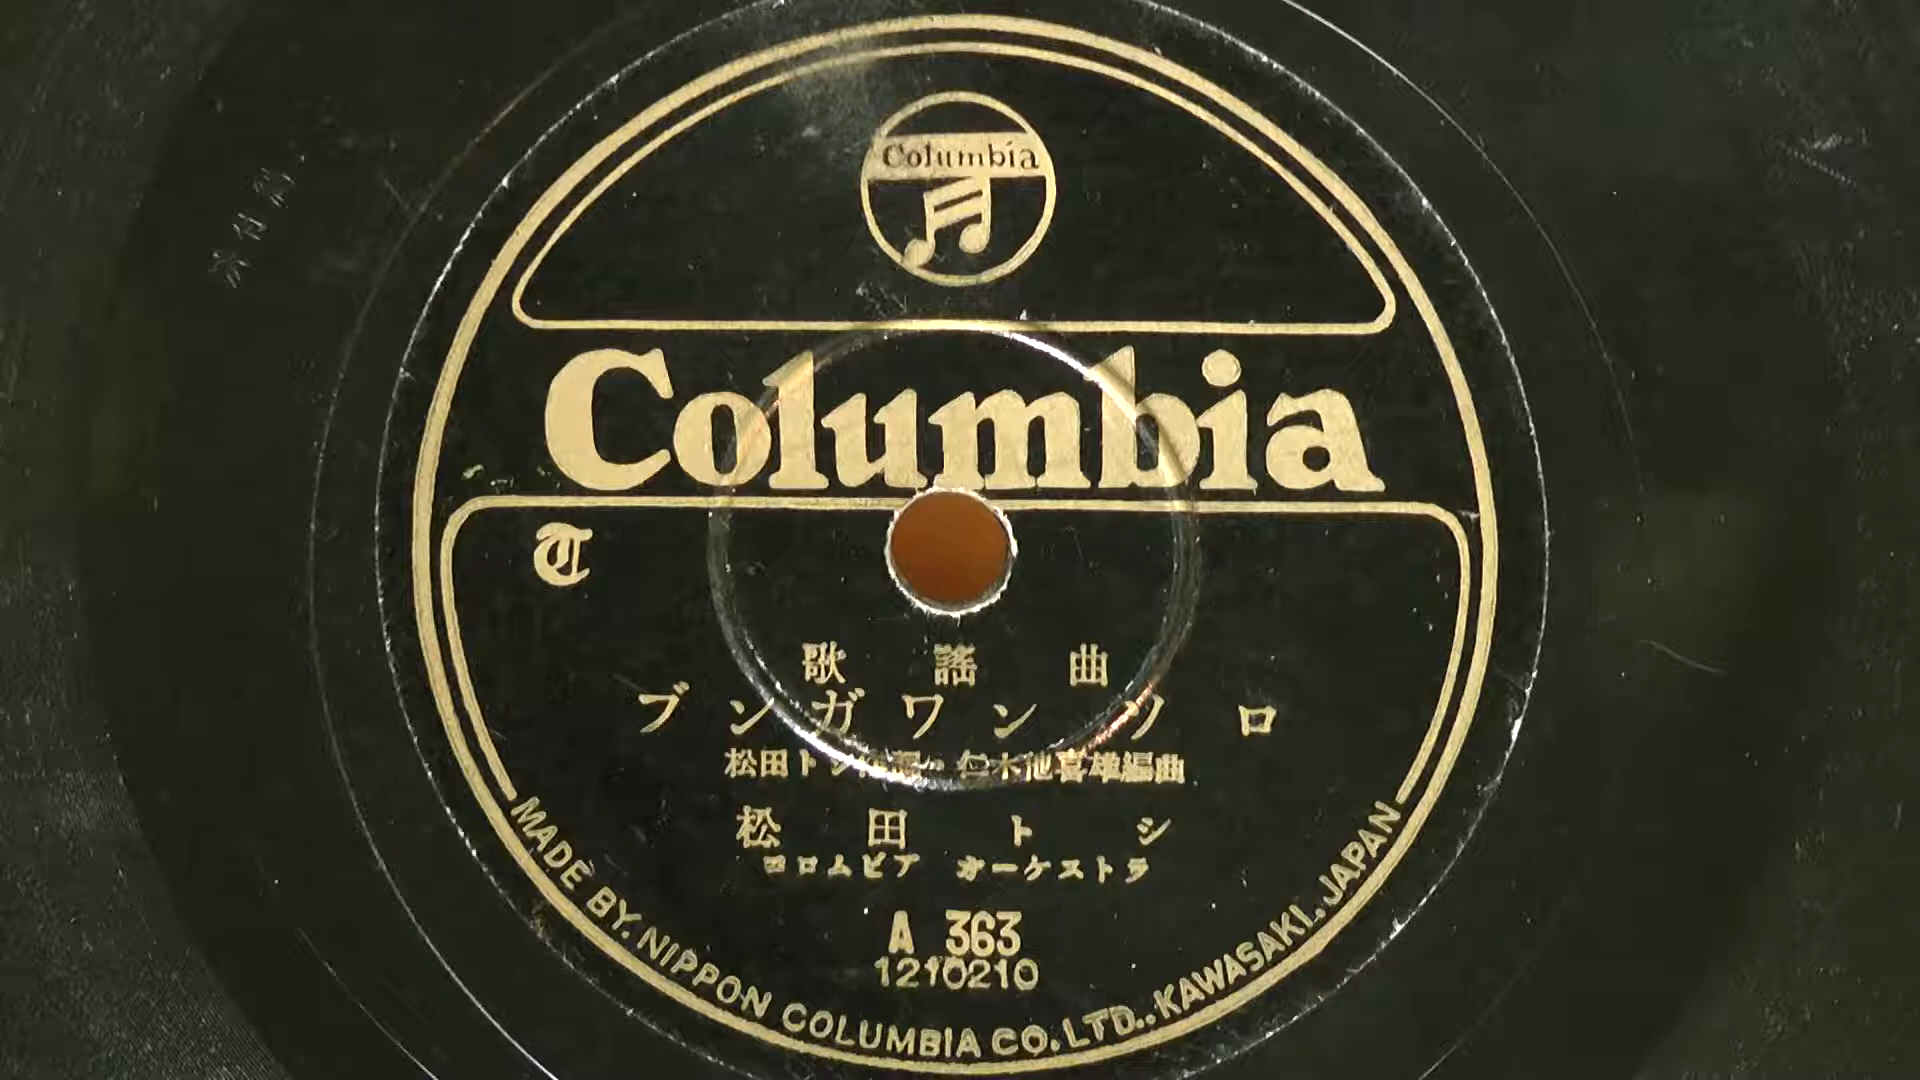 Columbia
Columbia
T
歌謡曲
ブンガワンソロ
松田トシ作詞・仁木他喜雄編曲
松田トシ
コロムビア オーケストラ
A 363
1210210
MADE BY. NIPPON COLUMBIA CO. LTD., KAWASAKI. JAPAN